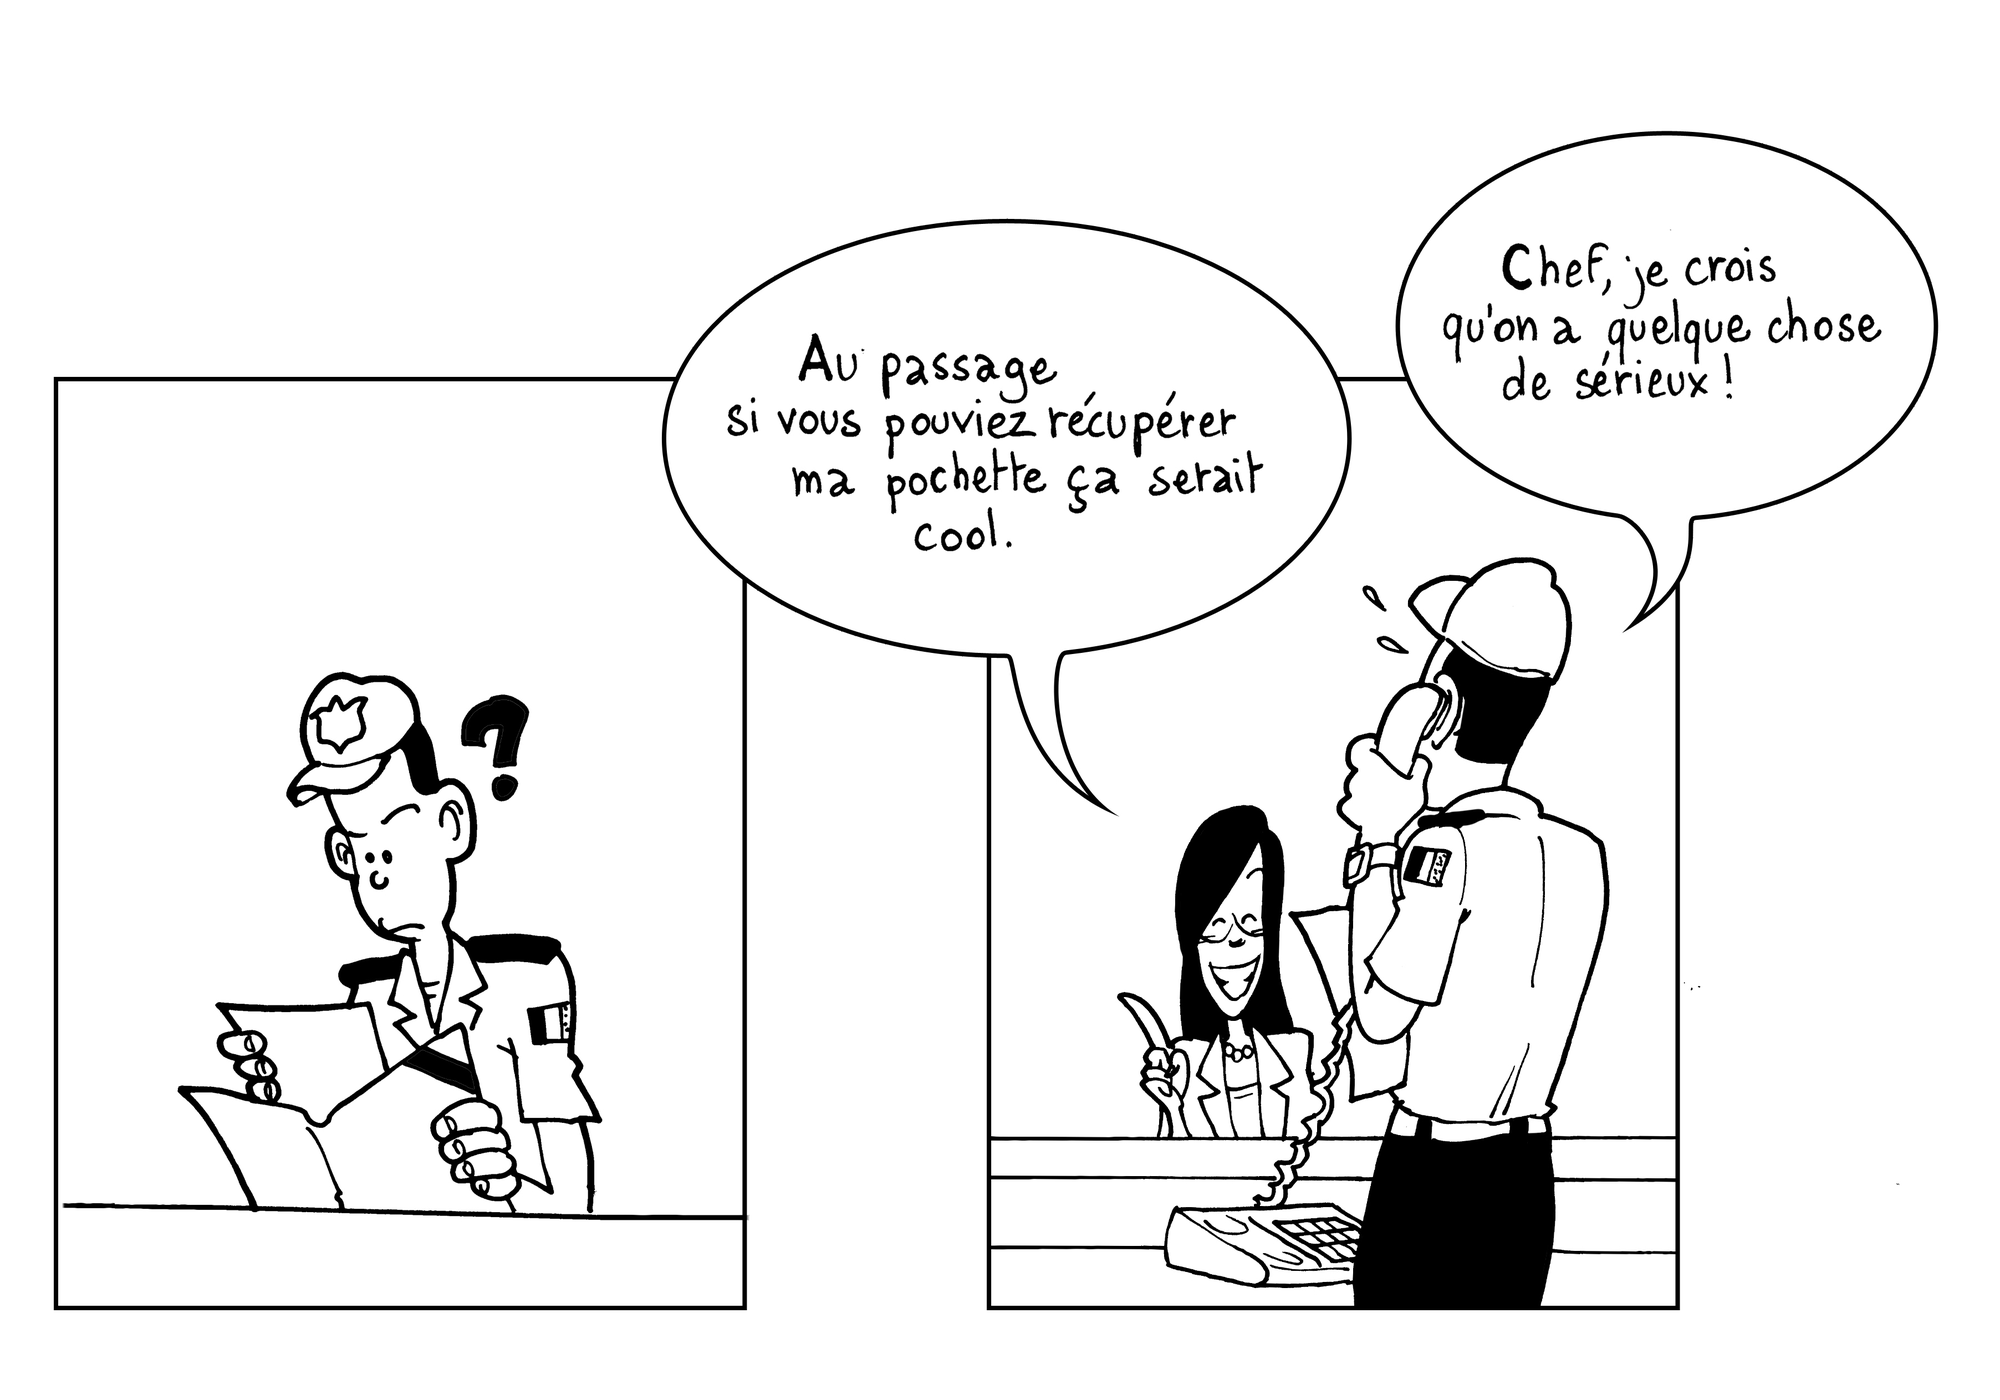 ?
Au passage
si vous pouviez récupérer
ma pochette ça serait
cool.
Chef, je crois
qu'on a quelque chose
de sérieux !